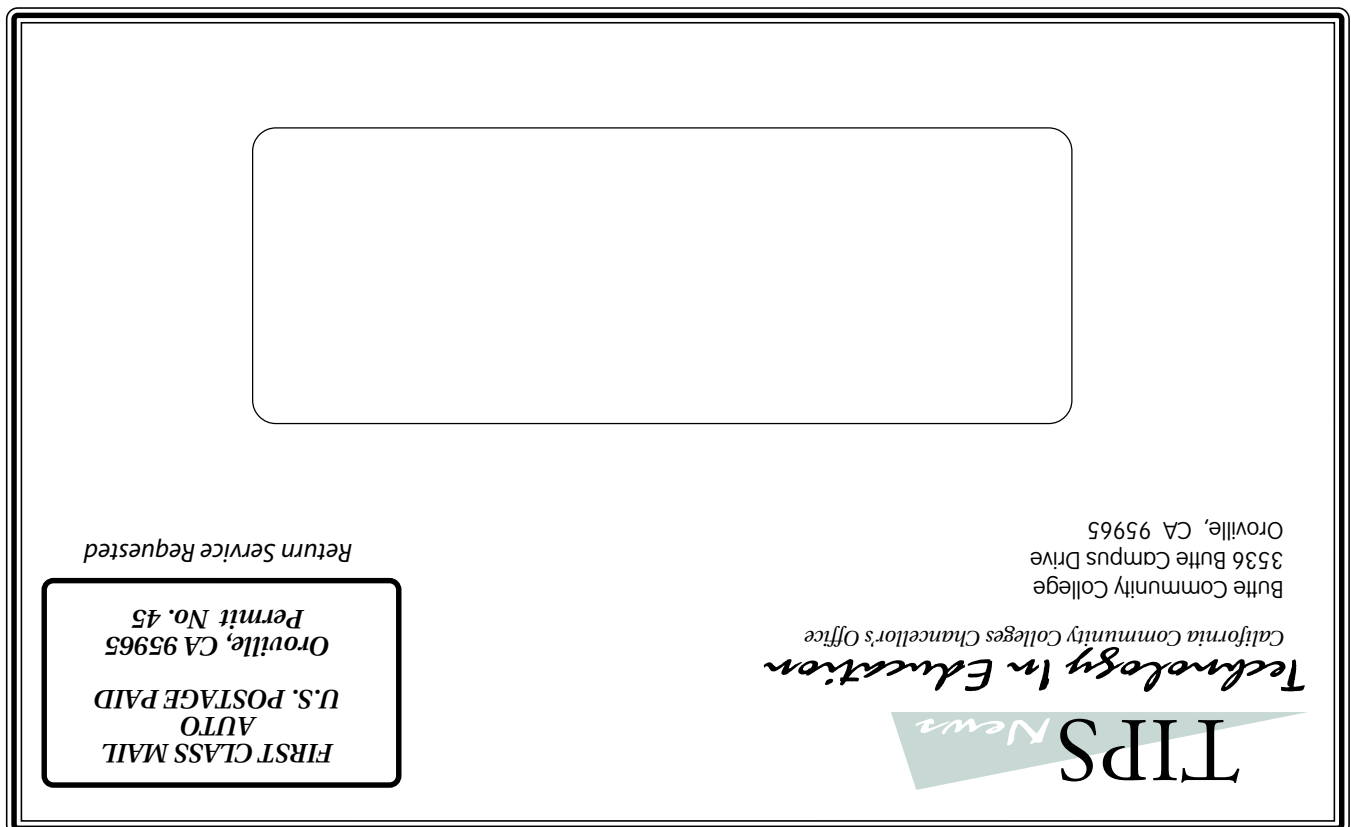 TIPS News
Technology In Education
California Community Colleges Chancellor's Office
Butte Community College
3536 Butte Campus Drive
Oroville, CA 95965
FIRST CLASS MAIL
AUTO
U.S. POSTAGE PAID
Oroville, CA 95965
Permit No. 45
Return Service Requested